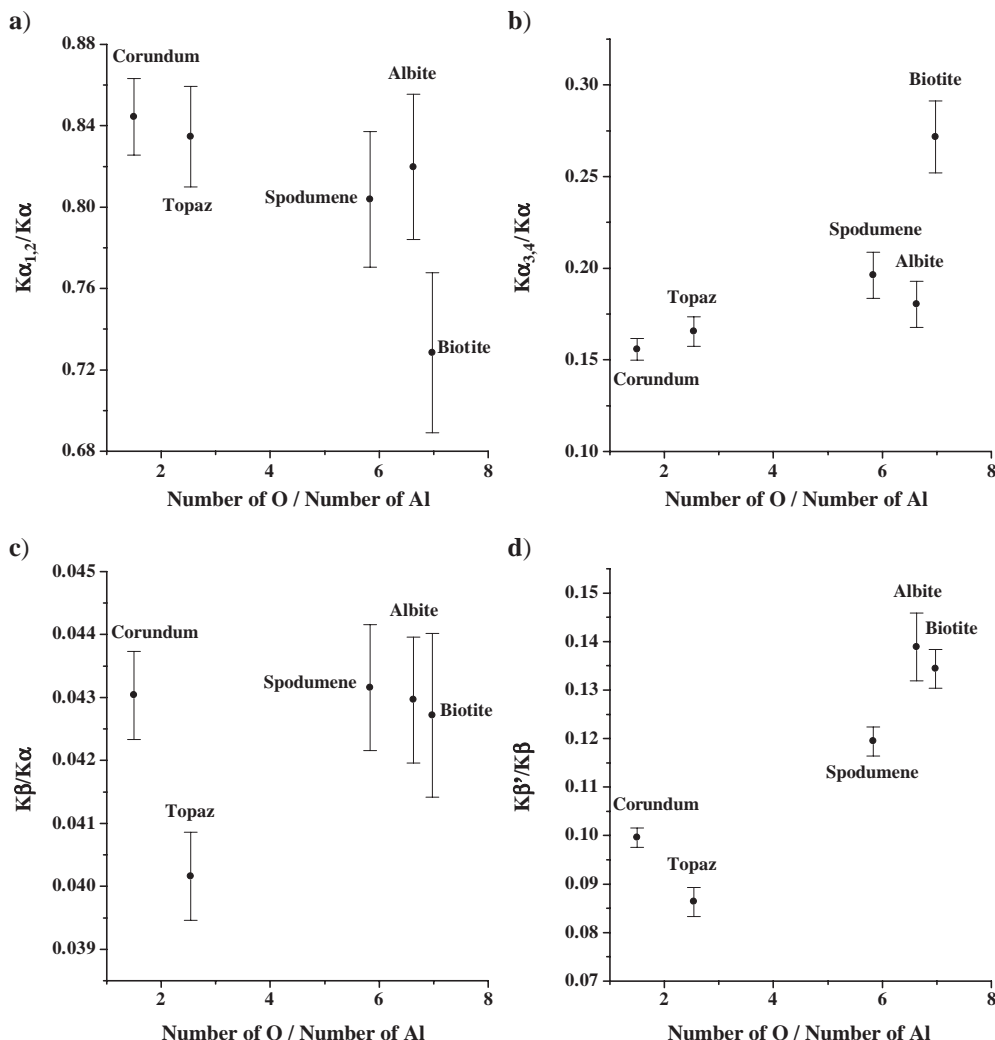 a)
Kα1,2/Kα
0.88
0.84
0.80
0.76
0.72
0.68
Corundum
Topaz
Albite
Spodumene
Biotite
2 4 6 8
Number of O / Number of Al
b)
Kα3,4/Kα
0.30
0.25
0.20
0.15
0.10
Biotite
Spodumene
Albite
Topaz
Corundum
2 4 6 8
Number of O / Number of Al
c)
Kβ/Kα
0.045
0.044
0.043
0.042
0.041
0.040
0.039
Corundum
Albite
Spodumene
Biotite
Topaz
2 4 6 8
Number of O / Number of Al
d)
Kβ'/Kβ
0.15
0.14
0.13
0.12
0.11
0.10
0.09
0.08
0.07
Albite
Biotite
Spodumene
Corundum
Topaz
2 4 6 8
Number of O / Number of Al